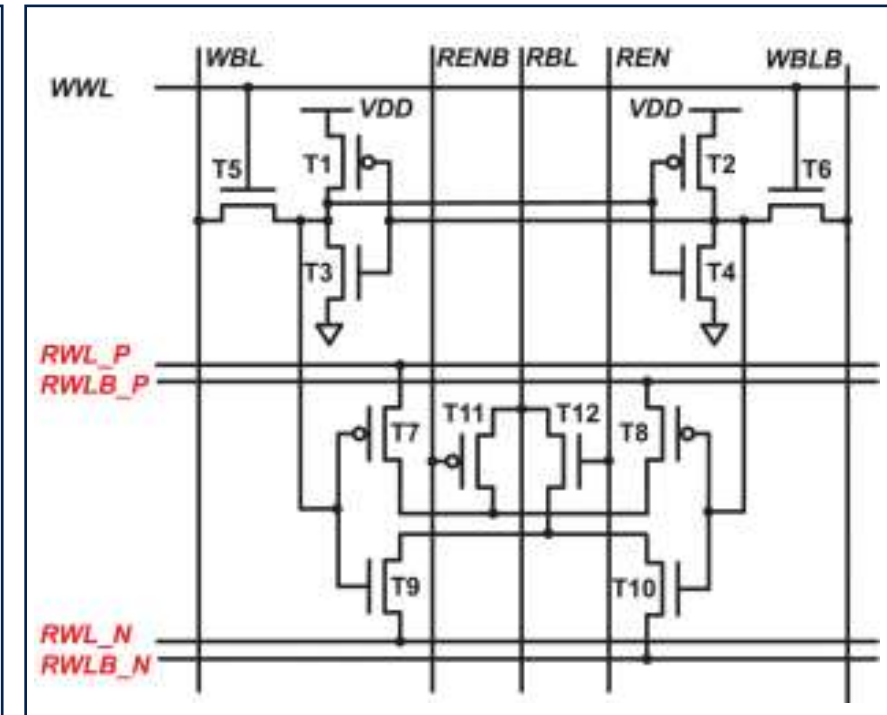 WBL RENB RBL REN WBLB
WWL
VDD VDD
T5 T1 T2 T6
T3 T4
RWL_P
RWLB_P
T7 T11 T12 T8
T9 T10
RWL_N
RWLB_N